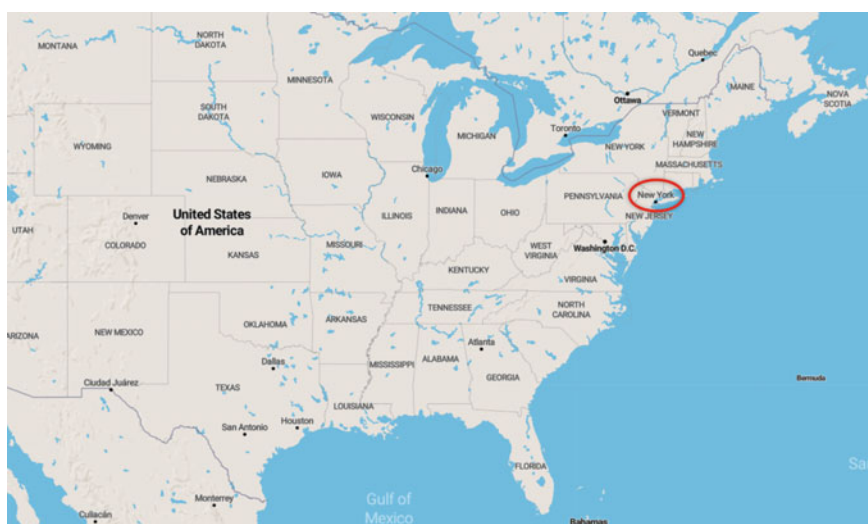 NORTH
DAKOTA
MONTANA
MINNESOTA
Quebec
MAINE
NOVA
SCOTIA
Ottawa
SOUTH
DAKOTA
WISCONSIN
VERMONT
MICHIGAN
Toronto
NEW
HAMPSHIRE
WYOMING
NEW YORK
MASSACHUSETTS
Chicago
IOWA
NEBRASKA
PENNSYLVANIA
New York
Denver
United States
of America
ILLINOIS
INDIANA
OHIO
NEW JERSEY
UTAH
COLORADO
KANSAS
MISSOURI
WEST
VIRGINIA
Washington D.C.
KENTUCKY
VIRGINIA
NORTH
CAROLINA
TENNESSEE
ARIZONA
NEW MEXICO
OKLAHOMA
ARKANSAS
Atlanta
Dallas
MISSISSIPPI
ALABAMA
GEORGIA
Bermuda
Ciudad Juárez
TEXAS
LOUISIANA
San Antonio
Houston
FLORIDA
Sa
Monterrey
Gulf of
Mexico
Culiacán
Bahamas